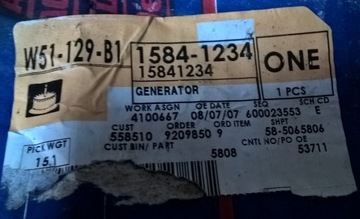 W51-129-B1
1584-1234
15841234
ONE
GENERATOR
1 PCS
WORK ASGN OE DATE SEQ SCH CD
4100667 08/07/07 600023553 E
CUST ORDER ORD ITEM SHPT
558510 9209850 9 58-5065806
PICK WGT
15.1
CUST BIN/ PART CNTL NO/PO OE
5808 53711